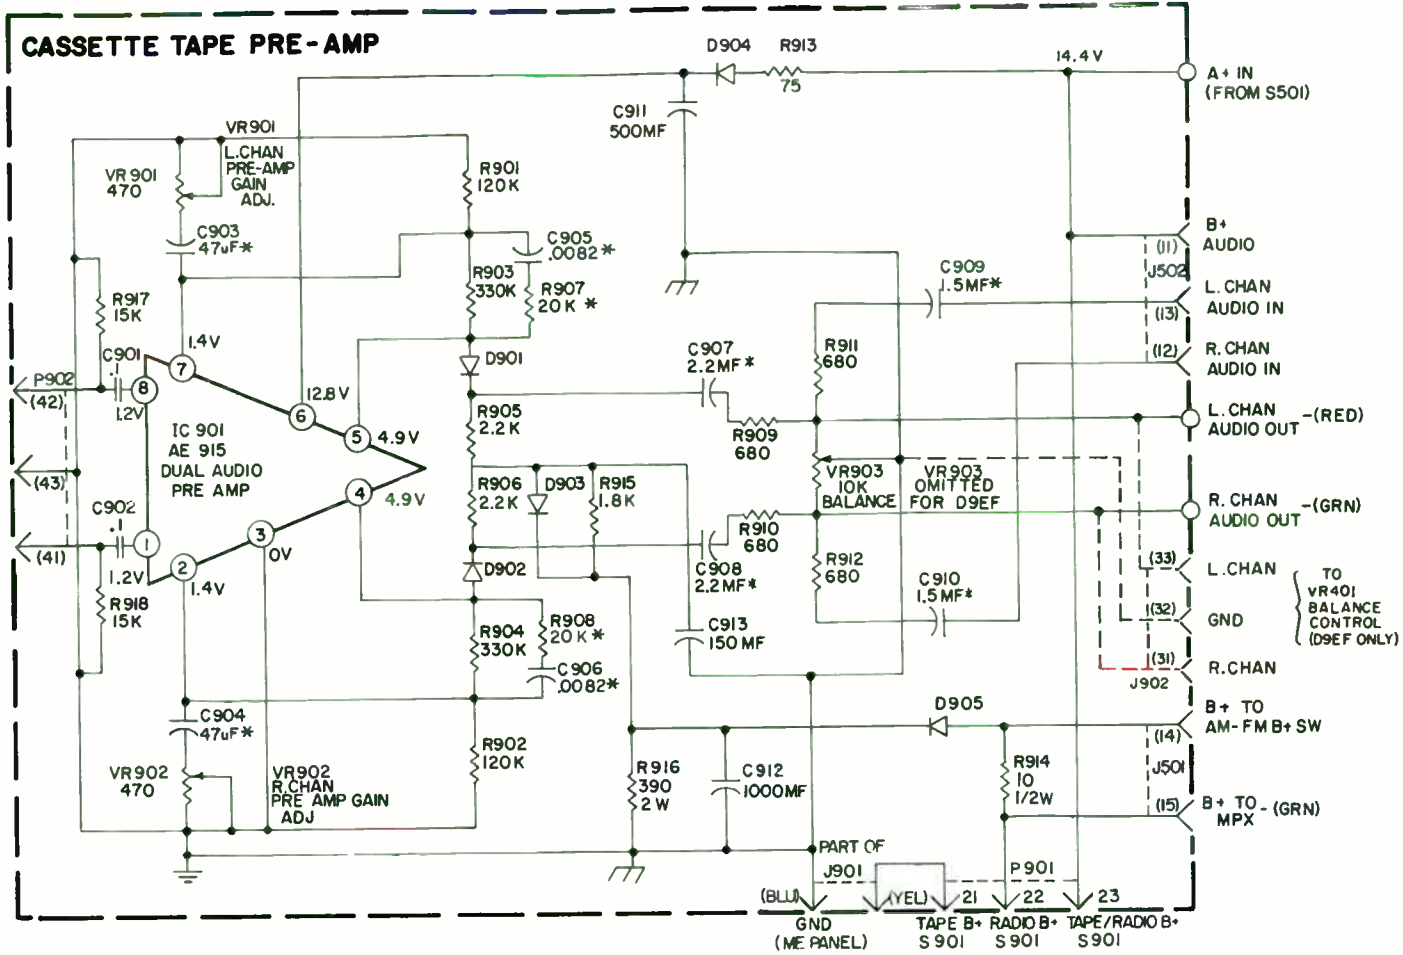 CASSETTE TAPE PRE-AMP
D904
R913
75
14.4V
A+ IN
(FROM S501)
C911
500MF
VR901
L.CHAN
PRE-AMP
GAIN
ADJ.
VR901
470
R901
120K
C903
47uF*
C905
.0082*
R903
330K
R907
20K *
B+
AUDIO
(11)
J502
C909
1.5MF*
L. CHAN
AUDIO IN
(13)
R917
15K
1.4V
C901
.1
7
D901
C907
2.2MF*
R911
680
(12)
R. CHAN
AUDIO IN
P902
(42)
8
1.2V
12.8V
6
R905
2.2K
L. CHAN
AUDIO OUT
-(RED)
IC 901
AE 915
DUAL AUDIO
PRE AMP
5
4.9V
R909
680
(43)
4
4.9V
R906
2.2K
D903
R915
1.8K
VR903
10K
BALANCE
VR903
OMITTED
FOR D9EF
C902
.1
R. CHAN
AUDIO OUT
-(GRN)
(41)
1
3
0V
R910
680
1.2V
2
1.4V
D902
C908
2.2MF*
R912
680
(33)
L. CHAN
C910
1.5MF*
TO
VR401
BALANCE
CONTROL
(D9EF ONLY)
R918
15K
R908
20K *
R904
330K
C913
150MF
(32)
GND
C906
.0082*
(31)
R.CHAN
J902
C904
47uF*
D905
B+ TO
AM-FM B+ SW
(14)
R902
120K
VR902
470
VR902
R.CHAN
PRE AMP GAIN
ADJ
R916
390
2W
C912
1000MF
R914
10
1/2W
J501
(15)
B+ TO
MPX
-(GRN)
PART OF
J901
P901
(BLU)
(YEL)
21
22
23
GND
(ME PANEL)
TAPE B+
S901
RADIO B+
S901
TAPE/RADIO B+
S901